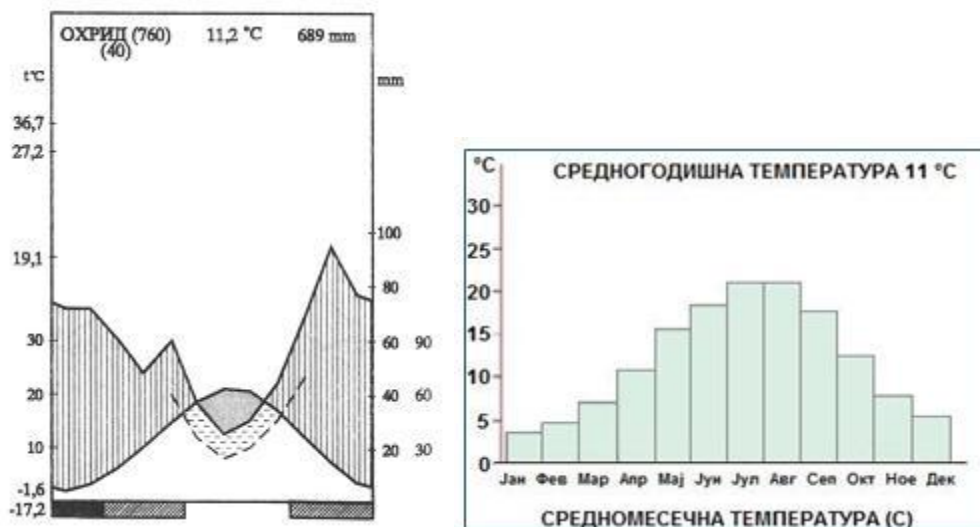 ОХРИД (760) 11,2 °C 689 mm
(40)
t°C mm
36,7
27,2
100
19,1
80
30 60 90
20 40 60
10 20 30
-1,6
-17,2
°C СРЕДНОГОДИШНА ТЕМПЕРАТУРА 11 °C
30
25
20
15
10
5
0
Јан Фев Мар Апр Мај Јун Јул Авг Сеп Окт Ное Дек
СРЕДНОМЕСЕЧНА ТЕМПЕРАТУРА (С)